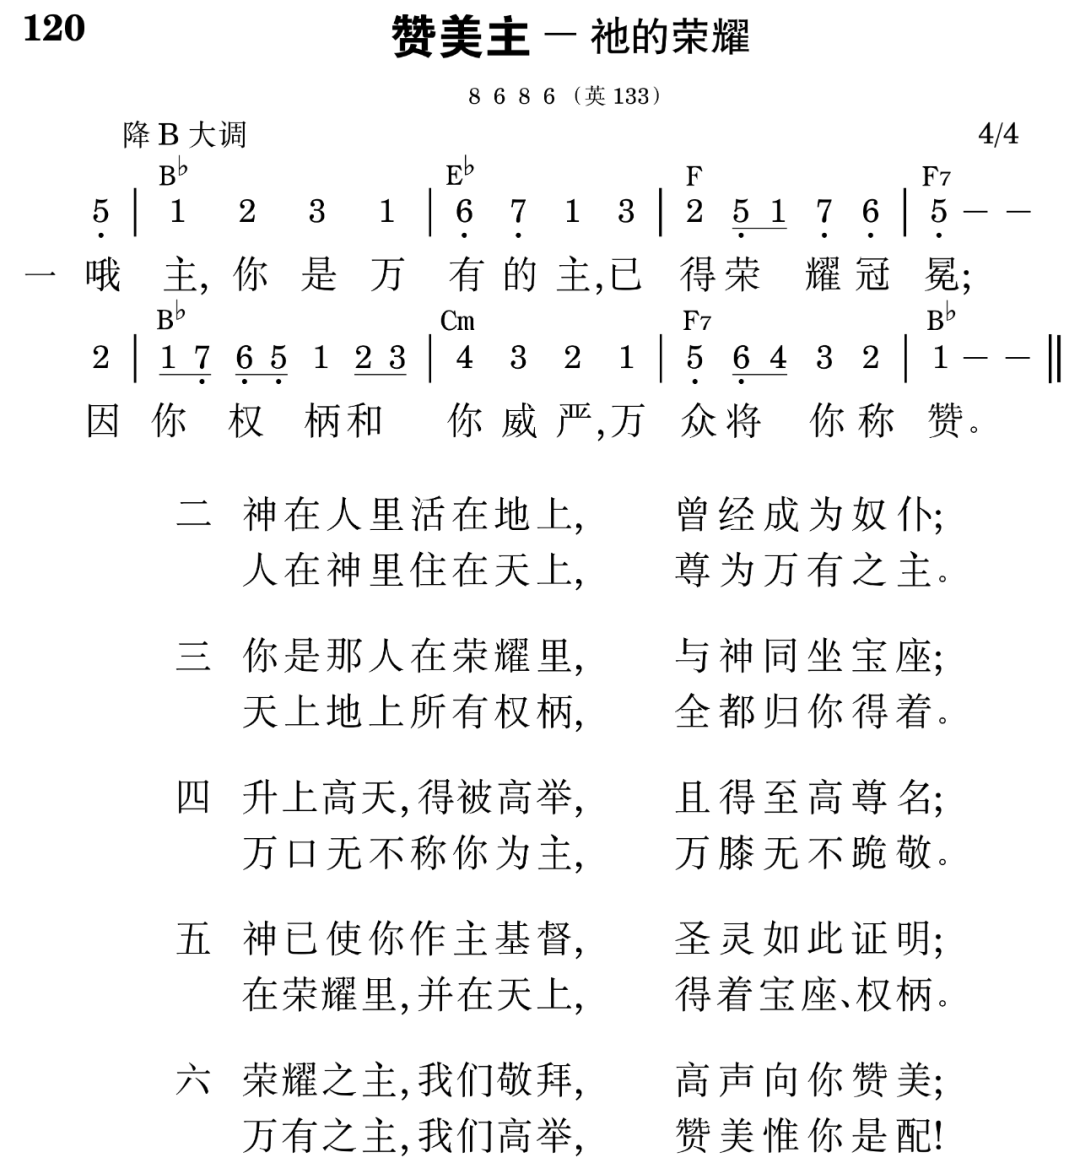 120
赞美主－祂的荣耀
8 6 8 6（英 133）
降 B 大调 4/4
B♭ E♭ F F7
5̣ | 1 2 3 1 | 6̣ 7̣ 1 3 | 2 5̣ 1 7̣ 6̣ | 5̣ － －
一 哦 主, 你 是 万 有 的 主,已 得 荣 耀 冠 冕;
B♭ Cm F7 B♭
2 | 1 7̣ 6̣ 5̣ 1 2 3 | 4 3 2 1 | 5̣ 6̣ 4 3 2 | 1 － － ‖
因 你 权 柄 和 你 威 严,万 众 将 你 称 赞。
二 神在人里活在地上, 曾经成为奴仆;
人在神里住在天上, 尊为万有之主。
三 你是那人在荣耀里, 与神同坐宝座;
天上地上所有权柄, 全都归你得着。
四 升上高天,得被高举, 且得至高尊名;
万口无不称你为主, 万膝无不跪敬。
五 神已使你作主基督, 圣灵如此证明;
在荣耀里,并在天上, 得着宝座、权柄。
六 荣耀之主,我们敬拜, 高声向你赞美;
万有之主,我们高举, 赞美惟你是配!